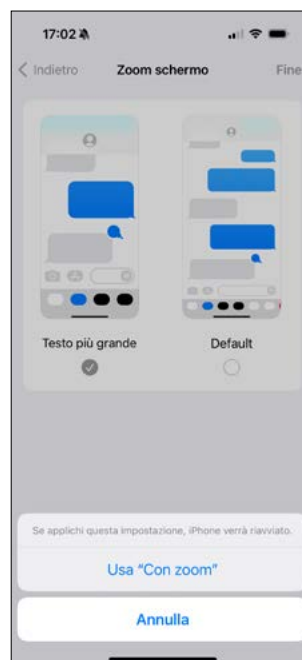 17:02
Indietro Zoom schermo Fine
Testo più grande Default
Se applichi questa impostazione, iPhone verrà riavviato.
Usa “Con zoom”
Annulla